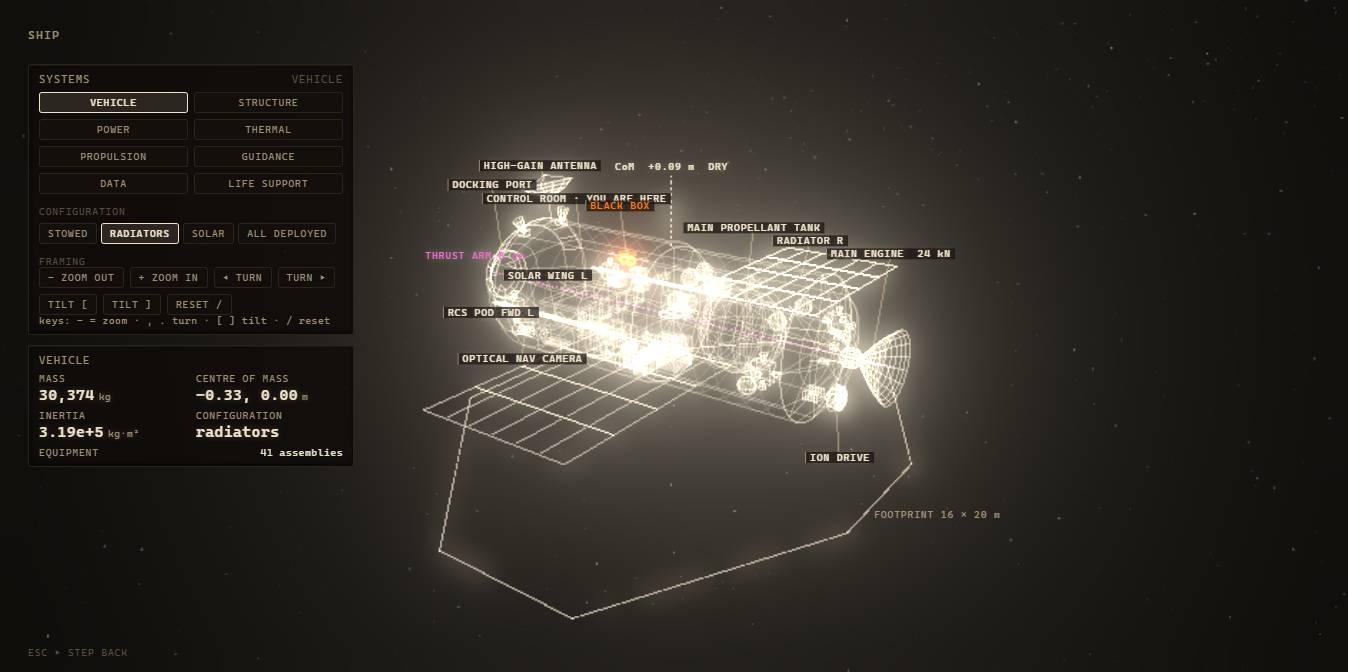 SHIP
SYSTEMS VEHICLE
VEHICLE STRUCTURE
POWER THERMAL
PROPULSION GUIDANCE
DATA LIFE SUPPORT
CONFIGURATION
STOWED RADIATORS SOLAR ALL DEPLOYED
FRAMING
− ZOOM OUT + ZOOM IN ◂ TURN TURN ▸
TILT [ TILT ] RESET /
keys: − = zoom · , . turn · [ ] tilt · / reset
VEHICLE
MASS CENTRE OF MASS
30,374 kg −0.33, 0.00 m
INERTIA CONFIGURATION
3.19e+5 kg·m² radiators
EQUIPMENT 41 assemblies
HIGH−GAIN ANTENNA CoM +0.09 m DRY
DOCKING PORT
CONTROL ROOM · YOU ARE HERE
BLACK BOX
MAIN PROPELLANT TANK
RADIATOR R
MAIN ENGINE 24 kN
THRUST ARM
SOLAR WING L
RCS POD FWD L
OPTICAL NAV CAMERA
ION DRIVE
FOOTPRINT 16 × 20 m
ESC ▸ STEP BACK